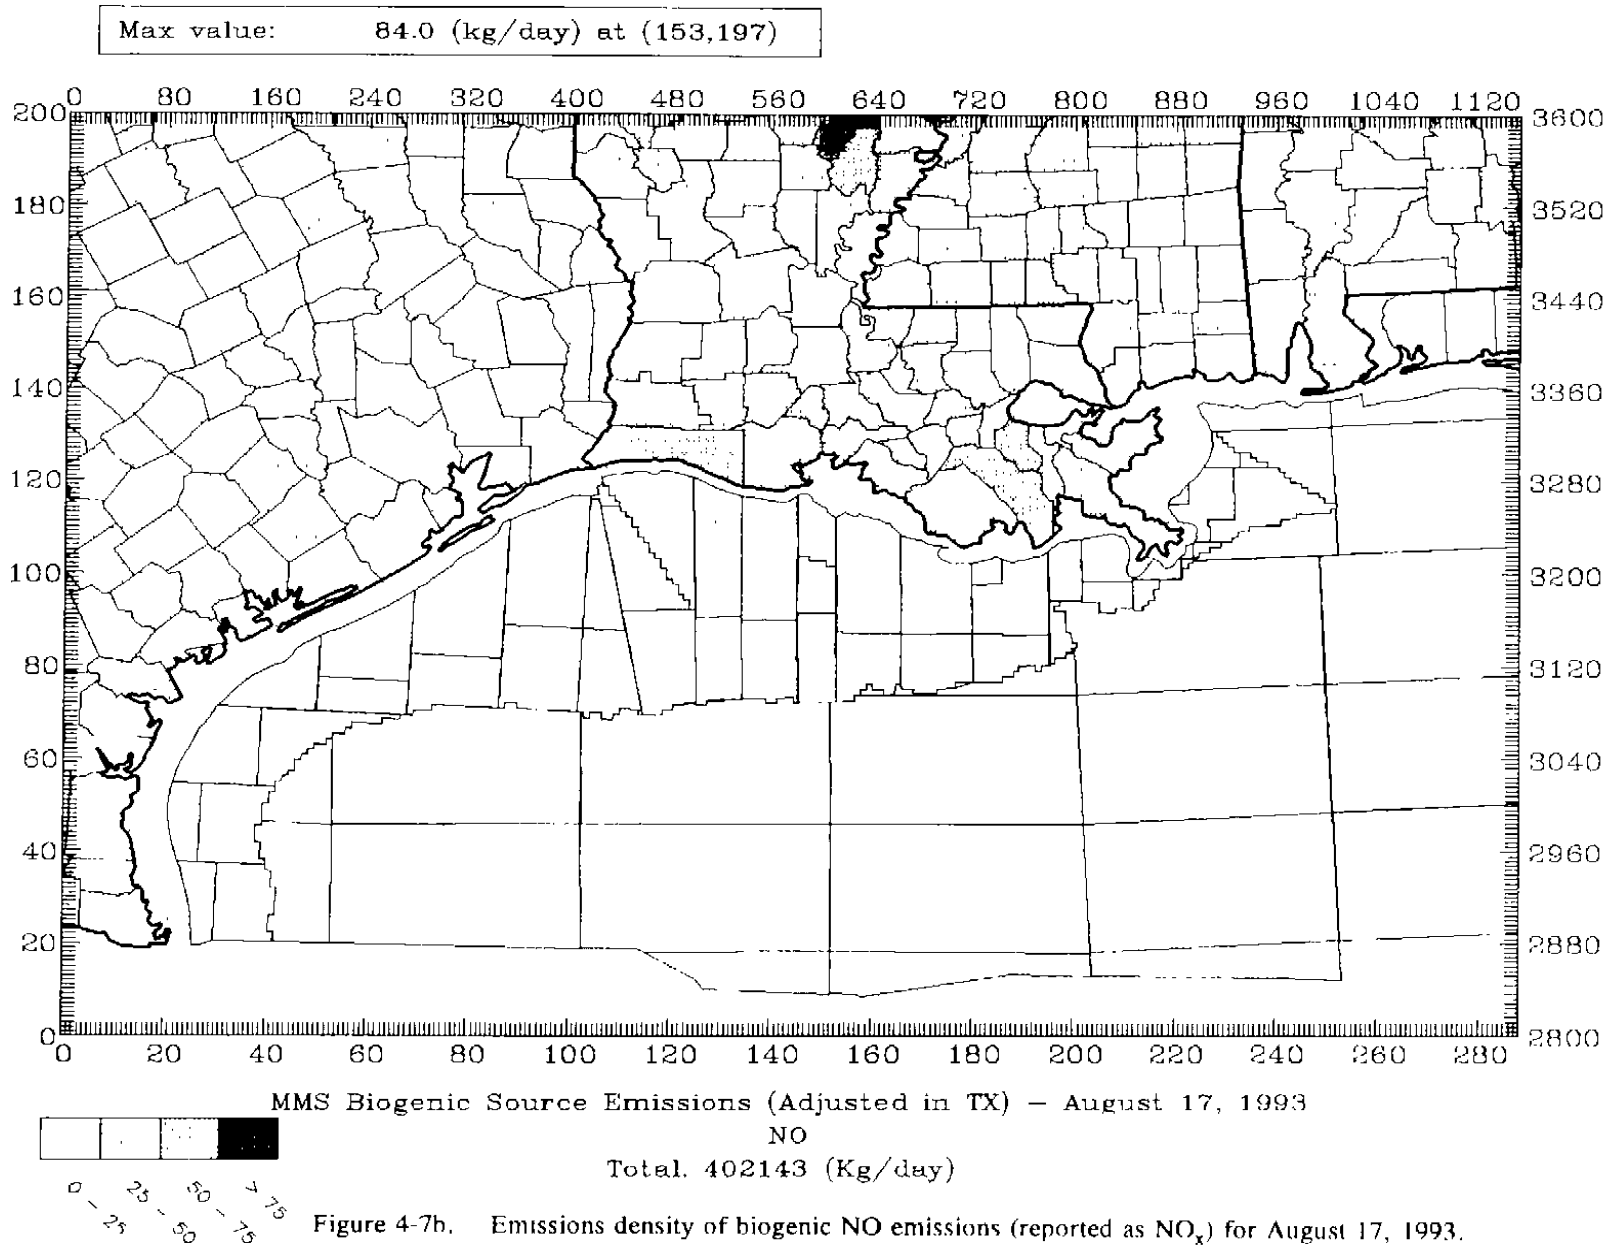 Max value: 84.0 (kg/day) at (153,197)
0 80 160 240 320 400 480 560 640 720 800 880 960 1040 1120
200 3600
180 3520
160 3440
140 3360
120 3280
100 3200
80 3120
60 3040
40 2960
20 2880
0 2800
0 20 40 60 80 100 120 140 160 180 200 220 240 260 280
MMS Biogenic Source Emissions (Adjusted in TX) – August 17, 1993
NO
Total. 402143 (Kg/day)
0 - 25 25 - 50 50 - 75 > 75
Figure 4-7b. Emissions density of biogenic NO emissions (reported as NOx) for August 17, 1993.